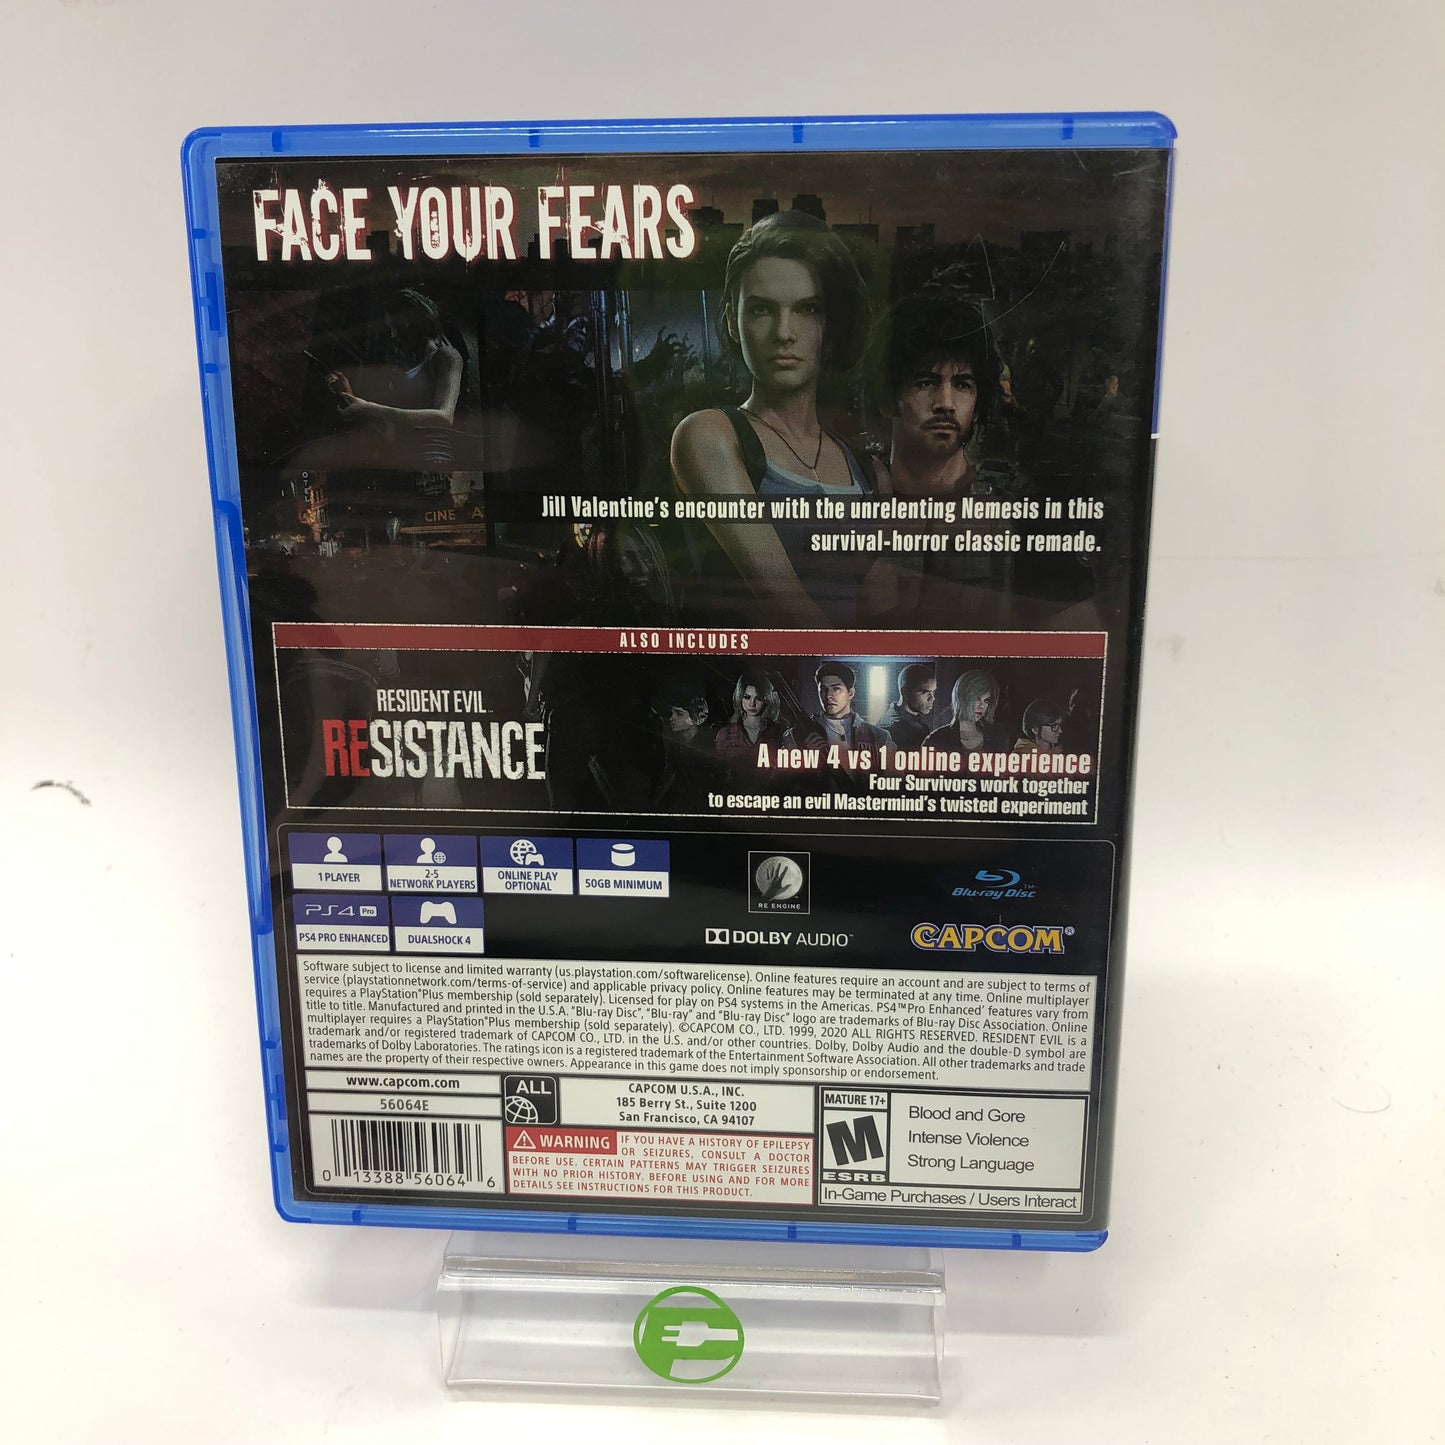 FACE YOUR FEARS
HOTEL
CINE
Jill Valentine's encounter with the unrelenting Nemesis in this
survival-horror classic remade.
ALSO INCLUDES
RESIDENT EVIL™
RESISTANCE
A new 4 vs 1 online experience
Four Survivors work together
to escape an evil Mastermind's twisted experiment
1 PLAYER
2-5
NETWORK PLAYERS
ONLINE PLAY
OPTIONAL
50GB MINIMUM
PS4 Pro
PS4 PRO ENHANCED
DUALSHOCK 4
RE ENGINE
DOLBY AUDIO™
Blu-ray Disc™
CAPCOM®
Software subject to license and limited warranty (us.playstation.com/softwarelicense). Online features require an account and are subject to terms of
service (playstationnetwork.com/terms-of-service) and applicable privacy policy. Online features may be terminated at any time. Online multiplayer
requires a PlayStation®Plus membership (sold separately). Licensed for play on PS4 systems in the Americas. PS4™Pro Enhanced' features vary from
title to title. Manufactured and printed in the U.S.A. "Blu-ray Disc", "Blu-ray" and "Blu-ray Disc" logo are trademarks of Blu-ray Disc Association. Online
multiplayer requires a PlayStation®Plus membership (sold separately). ©CAPCOM CO., LTD. 1999, 2020 ALL RIGHTS RESERVED. RESIDENT EVIL is a
trademark and/or registered trademark of CAPCOM CO., LTD. in the U.S. and/or other countries. Dolby, Dolby Audio and the double-D symbol are
trademarks of Dolby Laboratories. The ratings icon is a registered trademark of the Entertainment Software Association. All other trademarks and trade
names are the property of their respective owners. Appearance in this game does not imply sponsorship or endorsement.
www.capcom.com
56064E
0 13388 56064 6
ALL
CAPCOM U.S.A., INC.
185 Berry St., Suite 1200
San Francisco, CA 94107
WARNING IF YOU HAVE A HISTORY OF EPILEPSY
OR SEIZURES, CONSULT A DOCTOR
BEFORE USE. CERTAIN PATTERNS MAY TRIGGER SEIZURES
WITH NO PRIOR HISTORY. BEFORE USING AND FOR MORE
DETAILS SEE INSTRUCTIONS FOR THIS PRODUCT.
MATURE 17+
M
ESRB
Blood and Gore
Intense Violence
Strong Language
In-Game Purchases / Users Interact